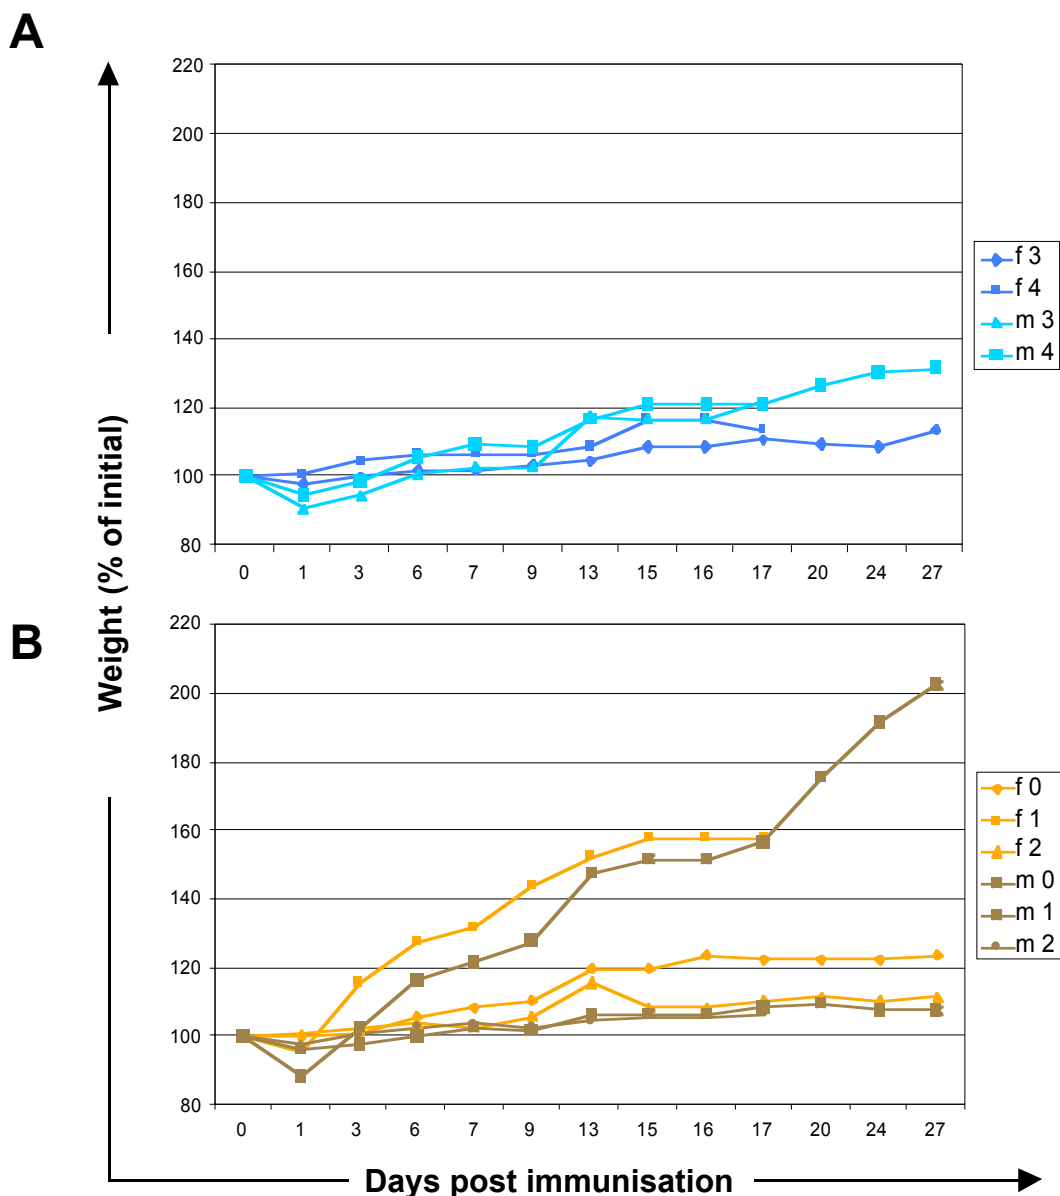 A
220
200
180
160
140
120
100
80
0 1 3 6 7 9 13 15 16 17 20 24 27
f 3
f 4
m 3
m 4
Weight (% of initial)
B
220
200
180
160
140
120
100
80
0 1 3 6 7 9 13 15 16 17 20 24 27
f 0
f 1
f 2
m 0
m 1
m 2
Days post immunisation